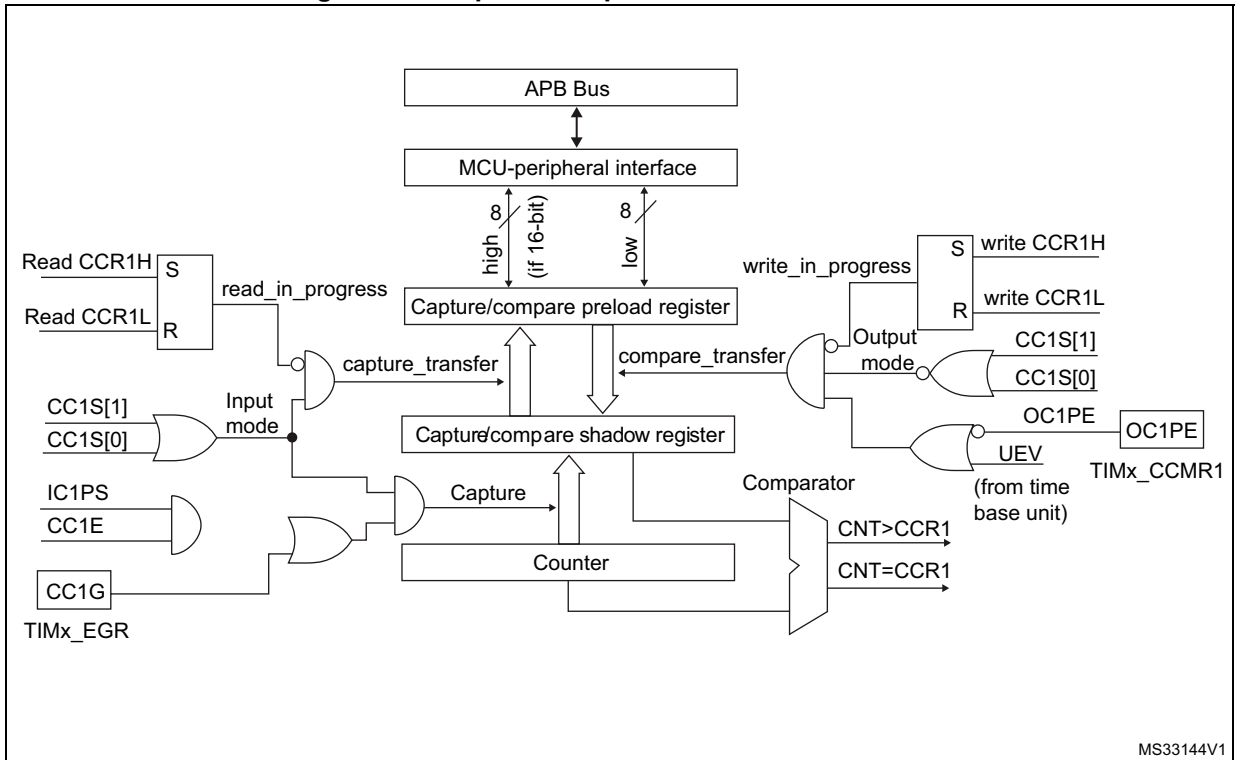 APB Bus
MCU-peripheral interface
8
high
(if 16-bit)
8
low
Read CCR1H
S
read_in_progress
Read CCR1L
R
write_in_progress
S
write CCR1H
R
write CCR1L
Capture/compare preload register
capture_transfer
compare_transfer
Output
mode
CC1S[1]
CC1S[0]
CC1S[1]
CC1S[0]
Input
mode
Capture/compare shadow register
OC1PE
OC1PE
UEV
TIMx_CCMR1
(from time
base unit)
IC1PS
CC1E
Capture
Comparator
CNT>CCR1
CNT=CCR1
Counter
CC1G
TIMx_EGR
MS33144V1